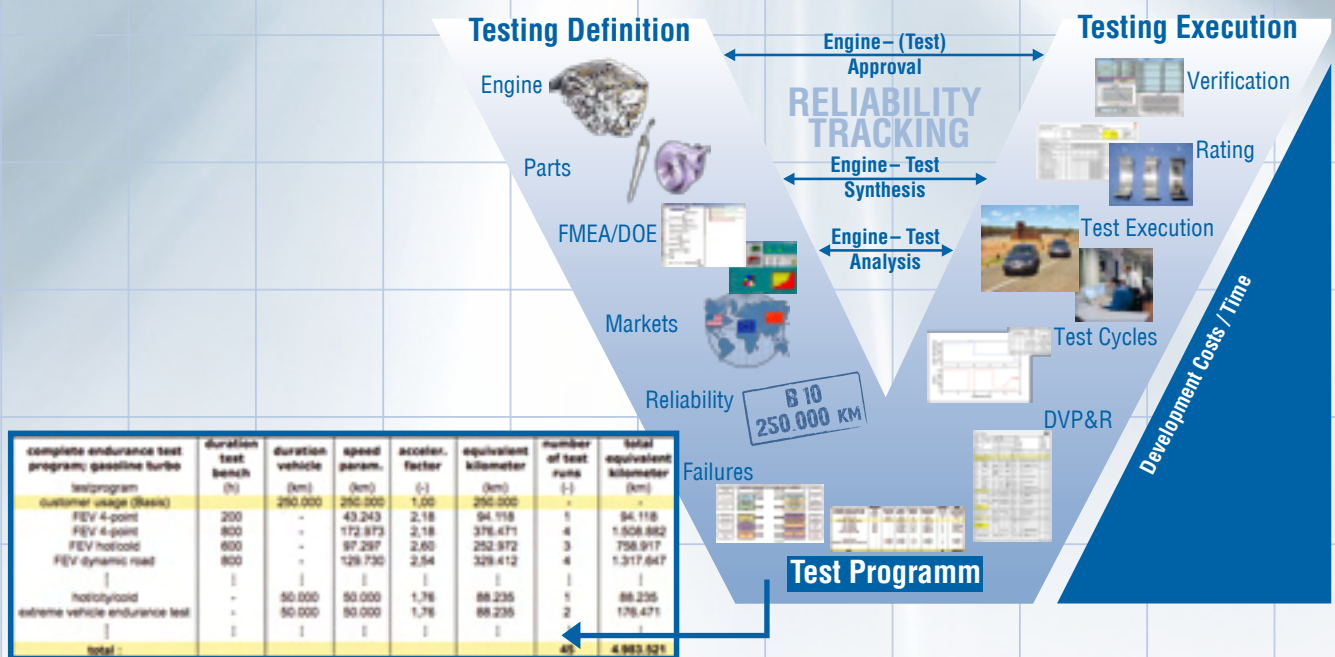 Testing Definition
Testing Execution
Engine – (Test)
Approval
RELIABILITY
TRACKING
Engine – Test
Synthesis
Engine – Test
Analysis
Engine
Parts
FMEA/DOE
Markets
Reliability
B 10
250.000 KM
Failures
Verification
Rating
Test Execution
Test Cycles
DVP&R
Test Programm
Development Costs / Time
complete endurance test program; gasoline turbo | duration test bench | duration vehicle | speed param. | acceler. factor | equivalent kilometer | number of test runs | total equivalent kilometer
testprogram (h) (km) (km) (-) (km) (-) (km)
customer usage (Basis) 250.000 250.000 1,00 250.000 - -
FEV 4-point 200 - 43.243 2,18 94.118 1 94.118
FEV 4-point 800 - 172.973 2,18 376.471 4 1.508.882
FEV hot/cold 600 - 97.297 2,60 252.972 3 758.917
FEV dynamic road 800 - 129.730 2,54 329.412 4 1.317.647
hot/city/cold - 50.000 50.000 1,76 88.235 1 88.235
extreme vehicle endurance test - 50.000 50.000 1,76 88.235 2 176.471
total : 45 4.983.521